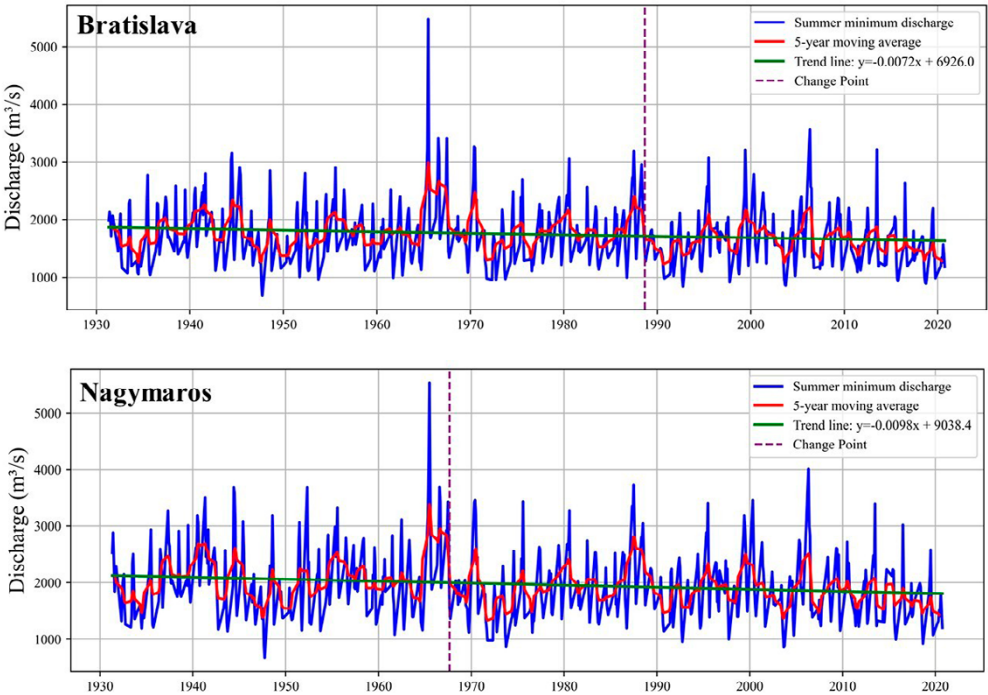 Bratislava
Summer minimum discharge
5-year moving average
Trend line: y=-0.0072x + 6926.0
Change Point
Discharge (m³/s)
5000
4000
3000
2000
1000
1930 1940 1950 1960 1970 1980 1990 2000 2010 2020
Nagymaros
Summer minimum discharge
5-year moving average
Trend line: y=-0.0098x + 9038.4
Change Point
Discharge (m³/s)
5000
4000
3000
2000
1000
1930 1940 1950 1960 1970 1980 1990 2000 2010 2020